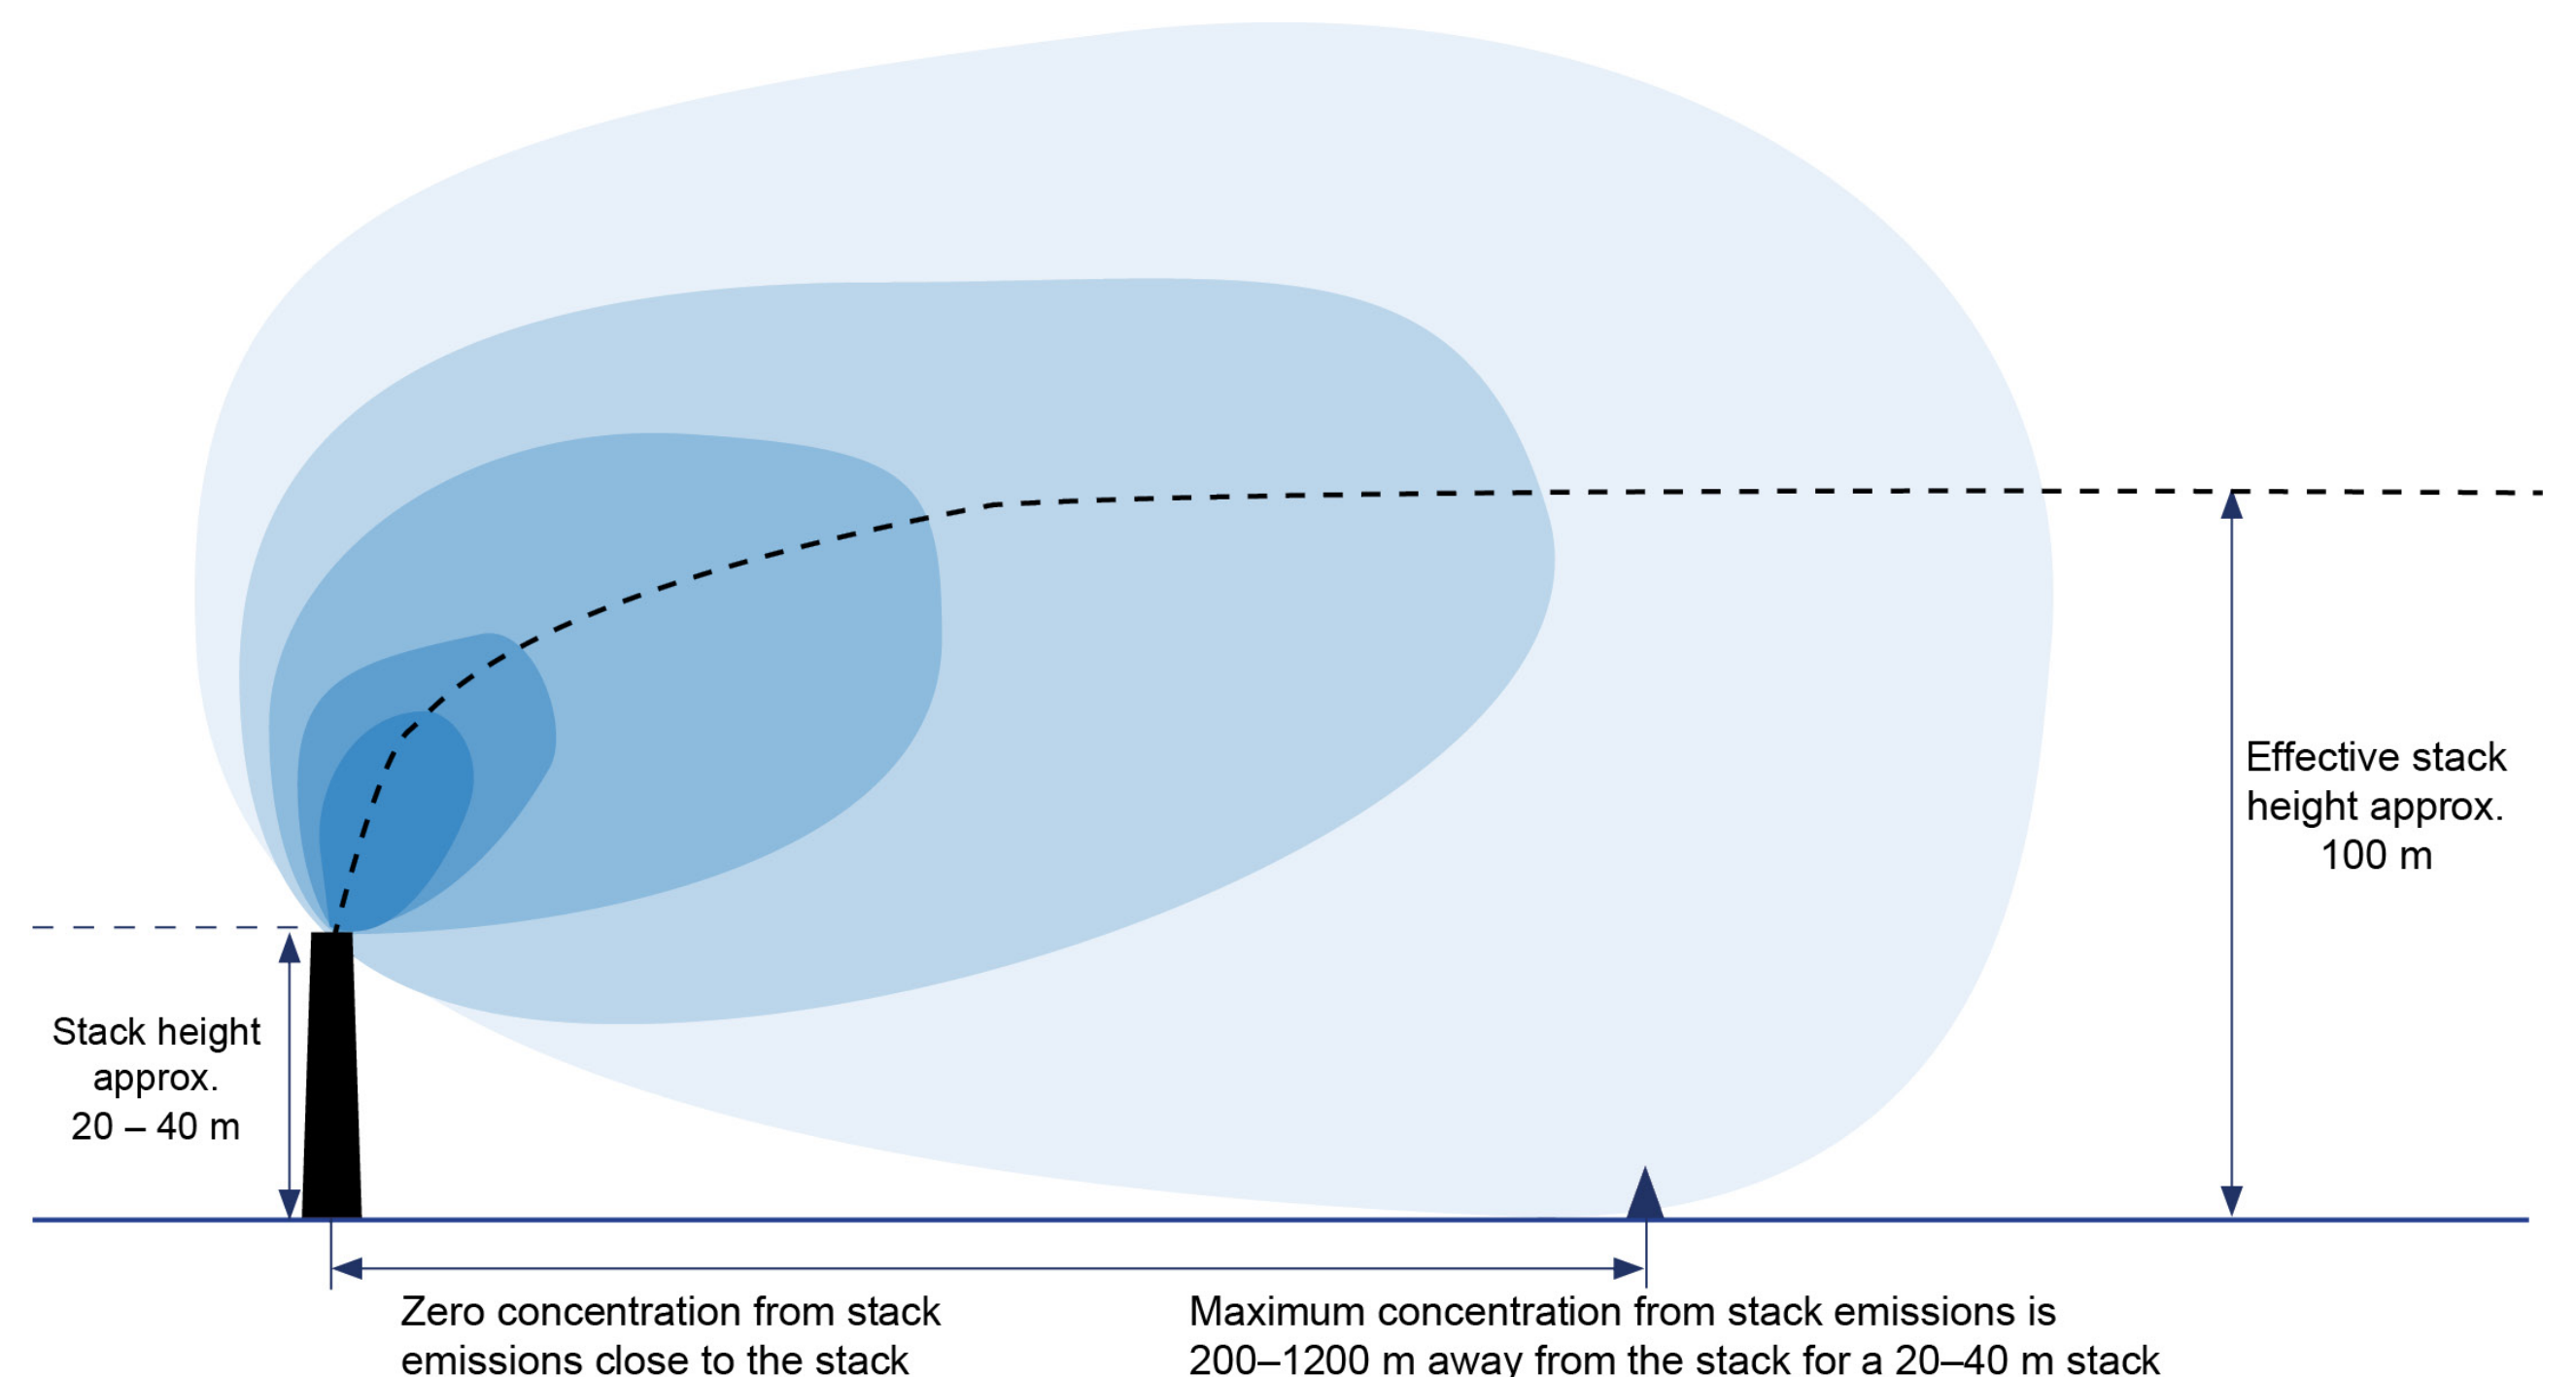 Effective stack
height approx.
100 m
Stack height
approx.
20 – 40 m
Zero concentration from stack
emissions close to the stack
Maximum concentration from stack emissions is
200–1200 m away from the stack for a 20–40 m stack